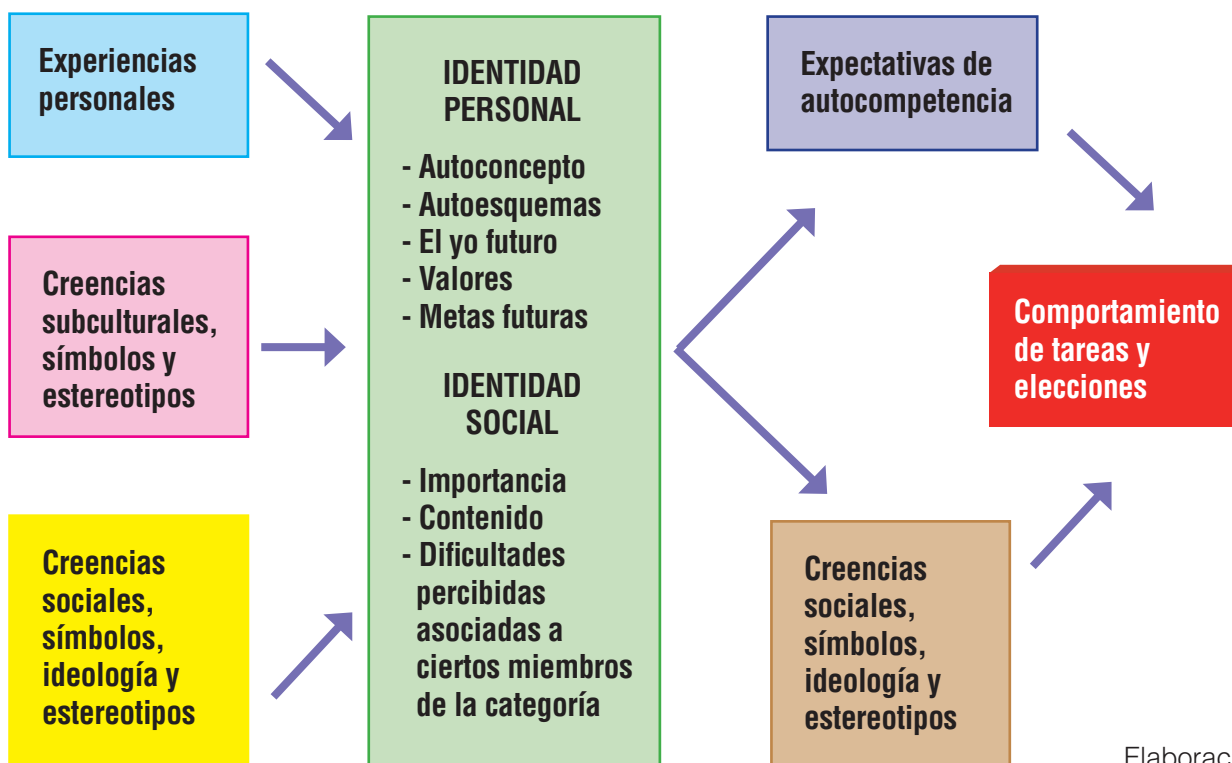 Experiencias
personales
Creencias
subculturales,
símbolos y
estereotipos
Creencias
sociales,
símbolos,
ideología y
estereotipos
IDENTIDAD
PERSONAL
- Autoconcepto
- Autoesquemas
- El yo futuro
- Valores
- Metas futuras
IDENTIDAD
SOCIAL
- Importancia
- Contenido
- Dificultades
percibidas
asociadas a
ciertos miembros
de la categoría
Expectativas de
autocompetencia
Creencias
sociales,
símbolos,
ideología y
estereotipos
Comportamiento
de tareas y
elecciones